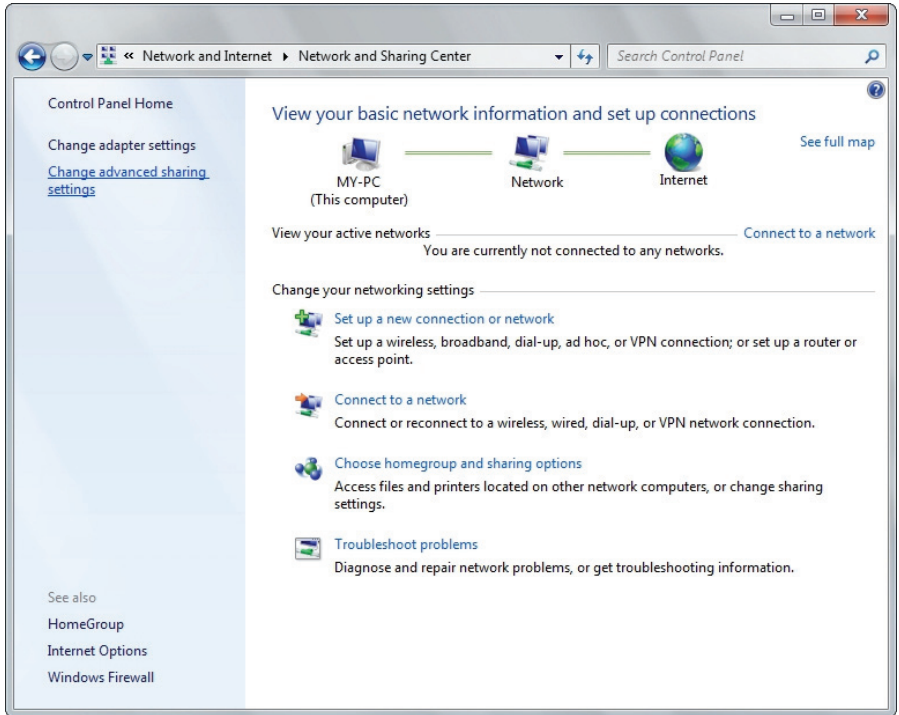 « Network and Internet ▸ Network and Sharing Center
Search Control Panel
Control Panel Home
Change adapter settings
Change advanced sharing
settings
View your basic network information and set up connections
See full map
MY-PC
(This computer)
Network
Internet
View your active networks
Connect to a network
You are currently not connected to any networks.
Change your networking settings
Set up a new connection or network
Set up a wireless, broadband, dial-up, ad hoc, or VPN connection; or set up a router or
access point.
Connect to a network
Connect or reconnect to a wireless, wired, dial-up, or VPN network connection.
Choose homegroup and sharing options
Access files and printers located on other network computers, or change sharing
settings.
Troubleshoot problems
Diagnose and repair network problems, or get troubleshooting information.
See also
HomeGroup
Internet Options
Windows Firewall